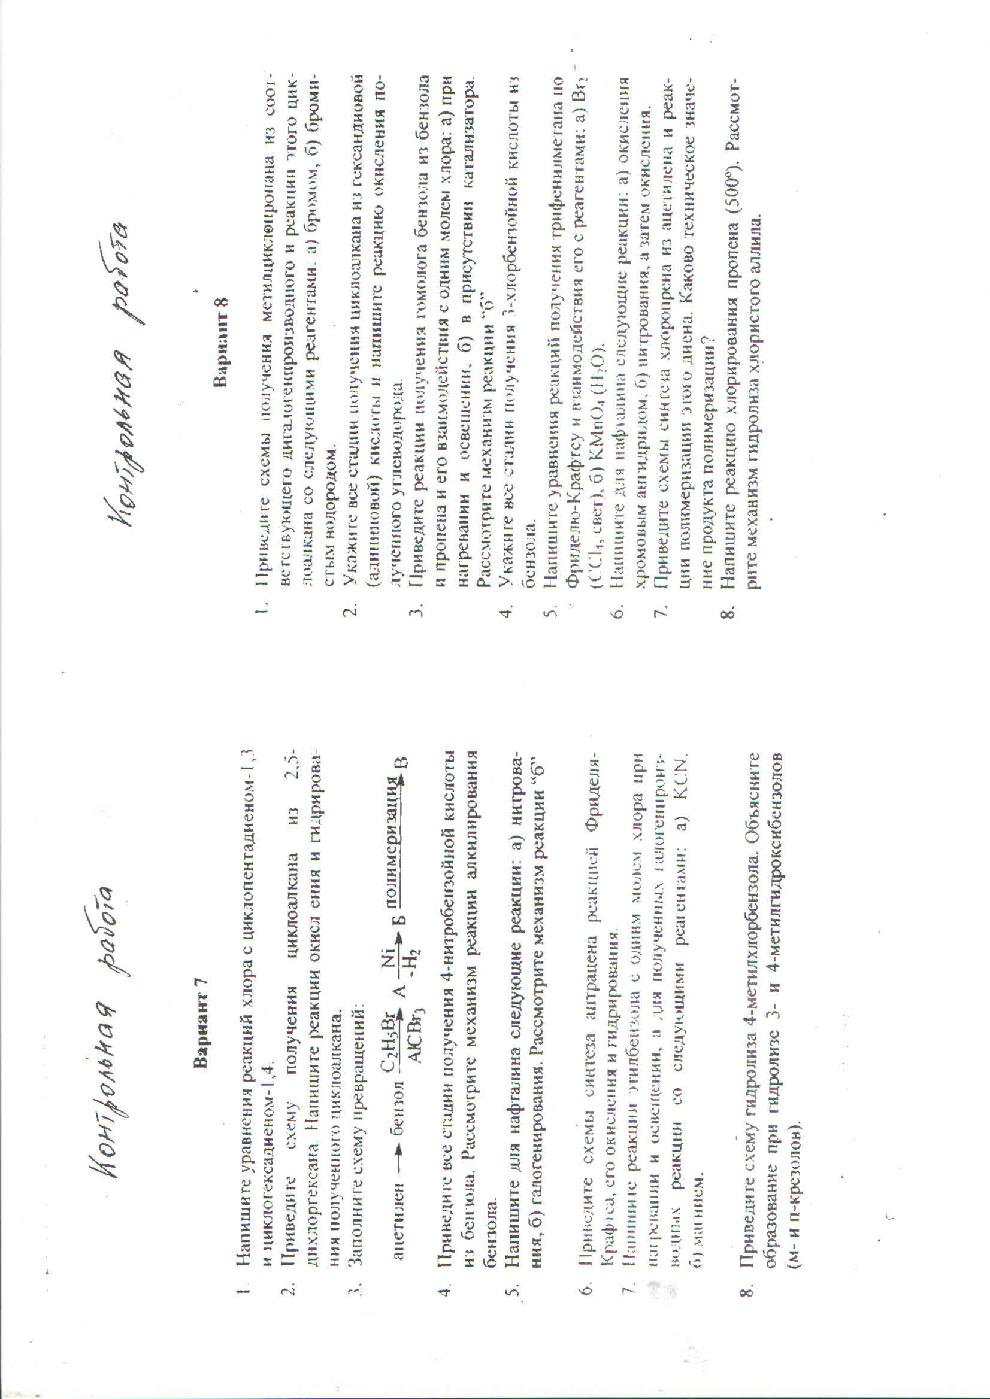 Контрольная работа
Вариант 7
1. Напишите уравнения реакций хлора с циклопентадиеном-1,3
и циклогексадиеном-1,4.
2. Приведите схему получения циклоалкана из 2,5-
дихлоргексана. Напишите реакции окисления и гидрирова-
ния полученного циклоалкана.
3. Заполните схему превращений:
C₂H₅Br Ni
ацетилен → бензол → А → Б полимеризация → В
AlCBr₃ -H₂
4. Приведите все стадии получения 4-нитробензойной кислоты
из бензола. Рассмотрите механизм реакции алкилирования
бензола.
5. Напишите для нафталина следующие реакции: а) нитрова-
ния, б) галогенирования. Рассмотрите механизм реакции “б”
6. Приведите схемы синтеза антрацена реакцией Фриделя-
Крафтса, его окисления и гидрирования.
7. Напишите реакции этилбензола с одним молем хлора при
нагревании и освещении, а для полученных галогенпроиз-
водных реакции со следующими реагентами: а) KCN,
б) магнием.
8. Приведите схему гидролиза 4-метилхлорбензола. Объясните
образование при гидролизе 3- и 4-метилгидроксибензолов
(м- и п-крезолон).
Контрольная работа
Вариант 8
1. Приведите схемы получения метилциклопропана из соот-
ветствующего дигалогенпроизводного и реакции этого цик-
лоалкана со следующими реагентами. а) бромом, б) броми-
стым водородом.
2. Укажите все стадии получения циклоалкана из гександиовой
(адипиновой) кислоты и напишите реакцию окисления по-
лученного углеводорода.
3. Приведите реакции получения гомолога бензола из бензола
и пропена и его взаимодействия с одним молем хлора: а) при
нагревании и освещении, б) в присутствии катализатора.
Рассмотрите механизм реакции “б”
4. Укажите все стадии получения 3-хлорбензойной кислоты из
бензола.
5. Напишите уравнения реакций получения трифенилметана по
Фриделю-Крафтсу и взаимодействия его с реагентами: а) Br₂
(CCl₄, свет), б) KMnO₄ (H₂O).
6. Напишите для нафталина следующие реакции: а) окисления
хромовым ангидридом, б) нитрования, а затем окисления.
7. Приведите схемы синтеза хлоропрена из ацетилена и реак-
ции полимеризации этого диена. Каково техническое значе-
ние продукта полимеризации?
8. Напишите реакцию хлорирования пропена (500°). Рассмот-
рите механизм гидролиза хлористого аллила.